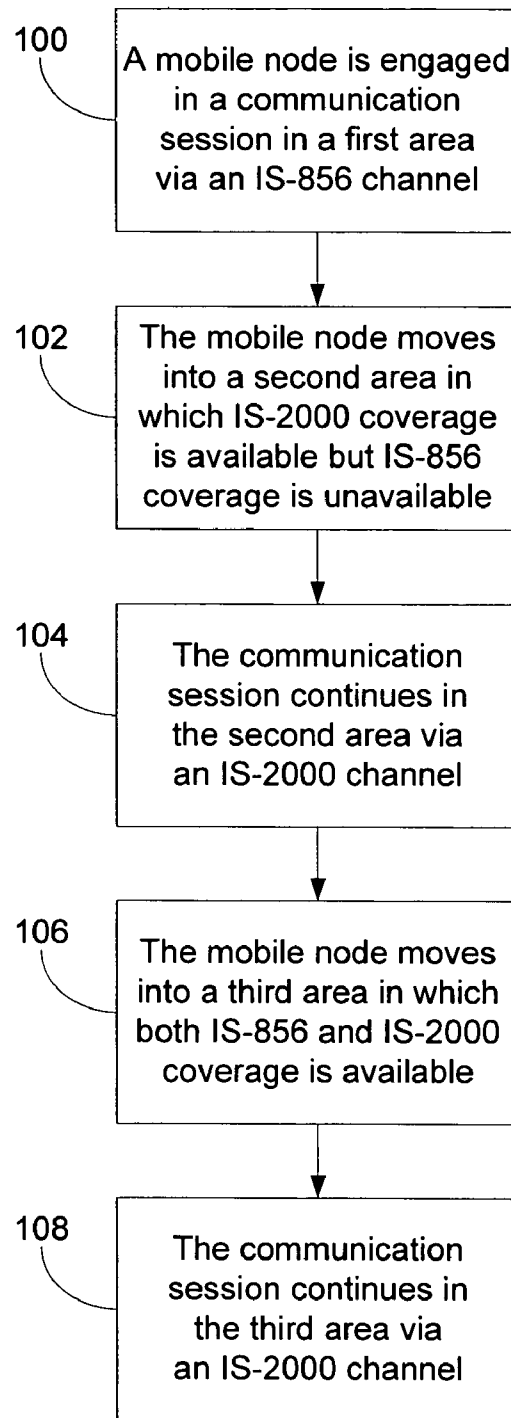 100
A mobile node is engaged
in a communication
session in a first area
via an IS-856 channel
102
The mobile node moves
into a second area in
which IS-2000 coverage
is available but IS-856
coverage is unavailable
104
The communication
session continues in
the second area via
an IS-2000 channel
106
The mobile node moves
into a third area in which
both IS-856 and IS-2000
coverage is available
108
The communication
session continues in
the third area via
an IS-2000 channel